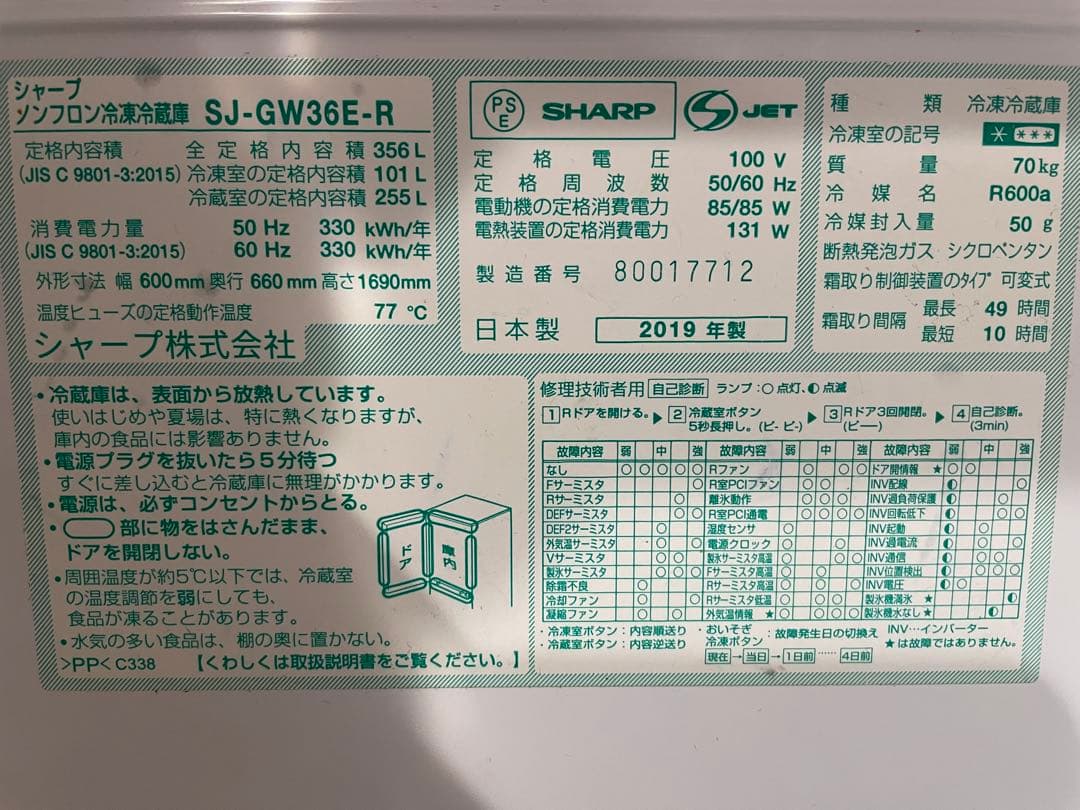 シャープ
ノンフロン冷凍冷蔵庫 SJ-GW36E-R
定格内容積 全定格内容積 356 L
(JIS C 9801-3:2015) 冷凍室の定格内容積 101 L
冷蔵室の定格内容積 255 L
消費電力量 50 Hz 330 kWh/年
(JIS C 9801-3:2015) 60 Hz 330 kWh/年
外形寸法 幅 600mm 奥行 660mm 高さ1690mm
温度ヒューズの定格動作温度 77 ℃
シャープ株式会社
PSE SHARP S JET
定格電圧 100 V
定格周波数 50/60 Hz
電動機の定格消費電力 85/85 W
電熱装置の定格消費電力 131 W
製造番号 80017712
日本製 2019 年製
種類 冷凍冷蔵庫
冷凍室の記号 * ***
質量 70kg
冷媒名 R600a
冷媒封入量 50 g
断熱発泡ガス シクロペンタン
霜取り制御装置のタイプ 可変式
霜取り間隔 最長 49 時間
最短 10 時間
・冷蔵庫は、表面から放熱しています。
使いはじめや夏場は、特に熱くなりますが、
庫内の食品には影響ありません。
・電源プラグを抜いたら5分待つ
すぐに差し込むと冷蔵庫に無理がかかります。
・電源は、必ずコンセントからとる。
・部に物をはさんだまま、
ドアを開閉しない。
ドア 庫内
・周囲温度が約5℃以下では、冷蔵室
の温度調節を弱にしても、
食品が凍ることがあります。
・水気の多い食品は、棚の奥に置かない。
>PP< C338 【くわしくは取扱説明書をご覧ください。】
修理技術者用 自己診断 ランプ:○点灯、◐点滅
1 Rドアを開ける。▶ 2 冷蔵室ボタン ▶ 3 Rドア3回開閉。▶ 4 自己診断。
5秒長押し。(ピ- ピ-) (ピー) (3min)
故障内容 弱 中 強 故障内容 弱 中 強 故障内容 弱 中 強
なし ○ ○ ○ ○ ○ Rファン ドア開情報 ★
Fサーミスタ R室PCIファン INV配線
Rサーミスタ 離氷動作 INV過負荷保護
DEFサーミスタ R室PCI通電 INV回転低下
DEF2サーミスタ 湿度センサ INV起動
外気温サーミスタ 電源クロック INV過電流
Vサーミスタ 製氷サーミスタ高温 INV通信
製氷サーミスタ Fサーミスタ高温 INV位置検出
除霜不良 Rサーミスタ高温 INV電圧
冷却ファン Rサーミスタ低温 製氷機満氷 ★
凝縮ファン 外気温情報 ★ 製氷機水なし ★
・冷凍室ボタン:内容順送り
・冷蔵室ボタン:内容逆送り
・おいそぎ
冷凍ボタン : 故障発生日の切換え
現在 → 当日 → 1日前 …… 4日前
INV…インバーター
★は故障ではありません。